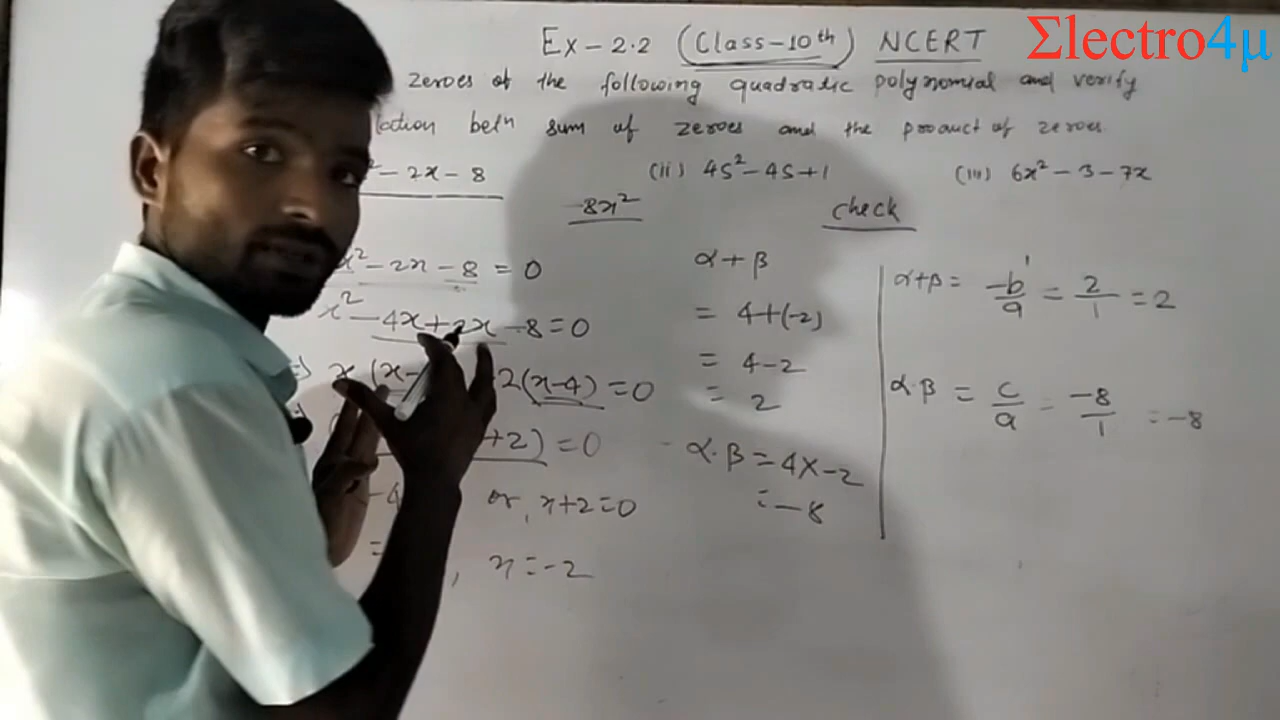 Σlectro4μ
Ex-2.2 (Class-10th) NCERT
zeroes of the following quadratic polynomial and verify
lation betn sum of zeroes and the product of zeroes.
² - 2x - 8 (ii) 4s² - 4s + 1 (iii) 6x² - 3 - 7x
-8x² check
x² - 2x - 8 = 0
x² - 4x + 2x - 8 = 0
x (x- 2(x-4) = 0
+2) = 0
-4 or, x+2=0
= , x = -2
α + β
= 4+(-2)
= 4-2
= 2
α·β = 4x-2
= -8
α+β = -b/a = 2/1 = 2
α·β = c/a = -8/1 = -8